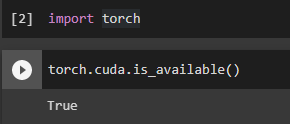 [2] import torch
torch.cuda.is_available()
True